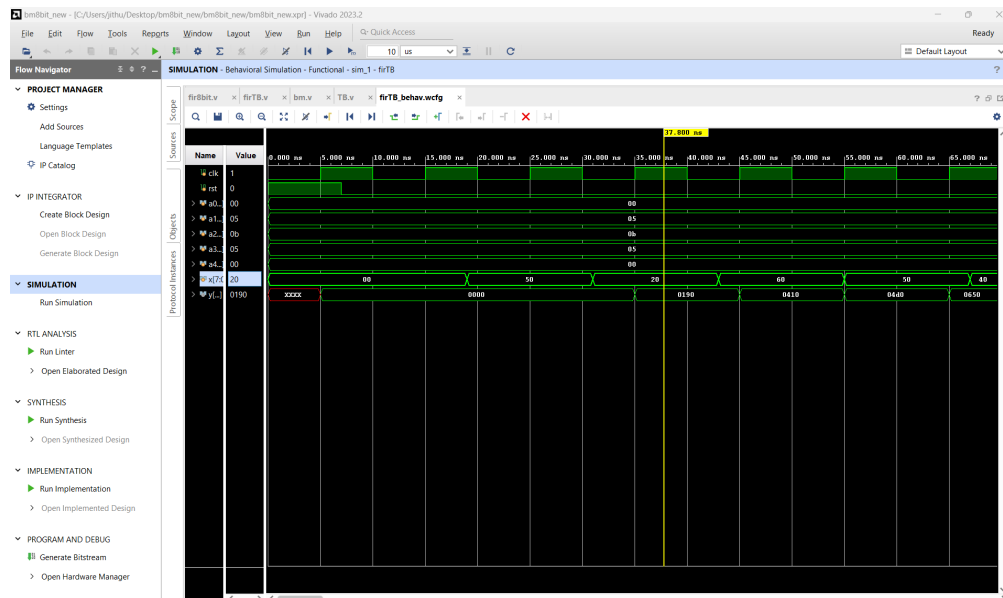 bm8bit_new - [C:/Users/jithu/Desktop/bm8bit_new/bm8bit_new/bm8bit_new.xpr] - Vivado 2023.2
File Edit Flow Tools Reports Window Layout View Run Help Q- Quick Access Ready
10 us Default Layout
Flow Navigator SIMULATION - Behavioral Simulation - Functional - sim_1 - firTB
PROJECT MANAGER
Settings
Add Sources
Language Templates
IP Catalog
IP INTEGRATOR
Create Block Design
Open Block Design
Generate Block Design
SIMULATION
Run Simulation
RTL ANALYSIS
Run Linter
Open Elaborated Design
SYNTHESIS
Run Synthesis
Open Synthesized Design
IMPLEMENTATION
Run Implementation
Open Implemented Design
PROGRAM AND DEBUG
Generate Bitstream
Open Hardware Manager
Scope
Sources
Objects
Protocol Instances
fir8bit.v firTB.v bm.v TB.v firTB_behav.wcfg
37.800 ns
Name Value 0.000 ns 5.000 ns 10.000 ns 15.000 ns 20.000 ns 25.000 ns 30.000 ns 35.000 ns 40.000 ns 45.000 ns 50.000 ns 55.000 ns 60.000 ns 65.000 ns
clk 1
rst 0
a0...] 00 00
a1...] 05 05
a2...] 0b 0b
a3...] 05 05
a4...] 00 00
x[7:0 20 00 50 20 60 50 40
y[...] 0190 XXXX 0000 0190 0410 04d0 0650